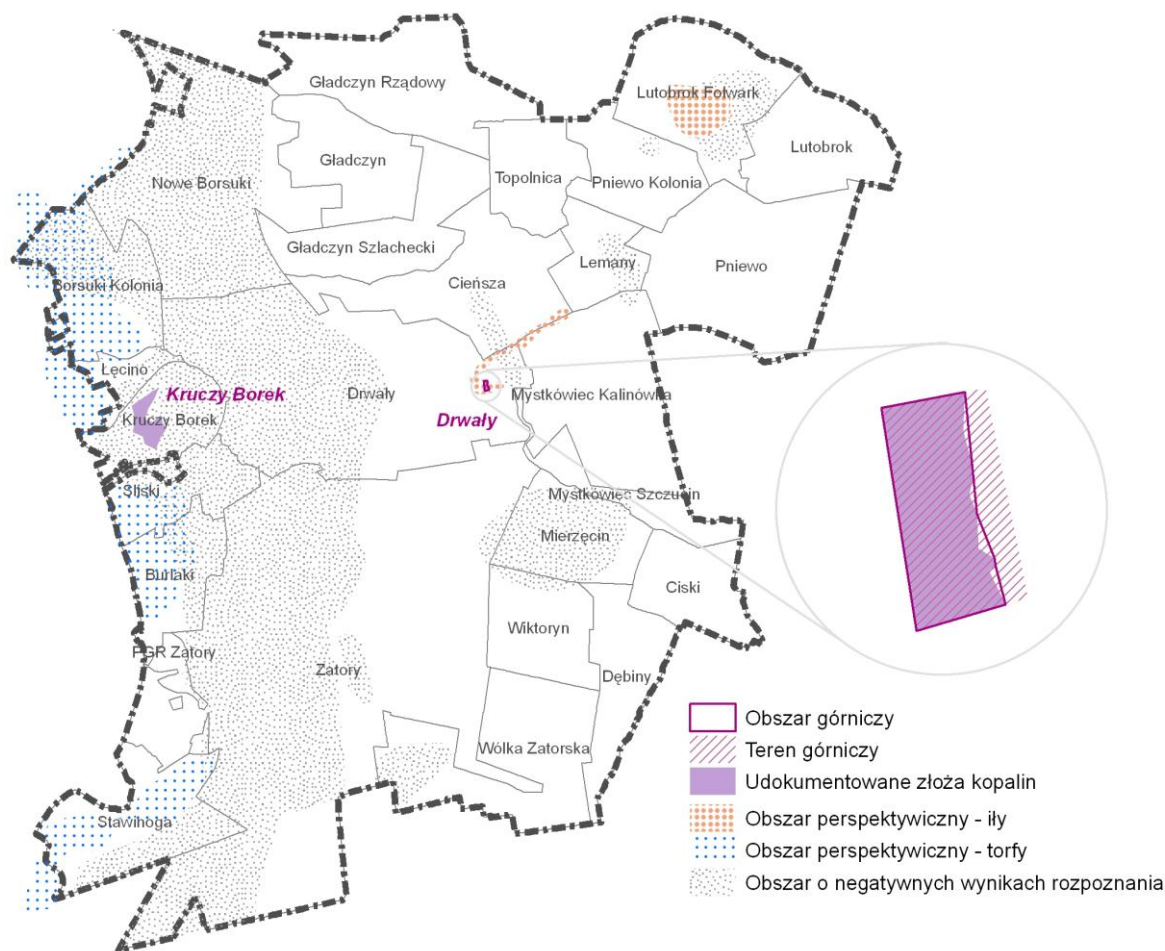 Gładczyn Rządowy
Lutobrok Folwark
Gładczyn
Lutobrok
Nowe Borsuki
Topolnica
Pniewo Kolonia
Gładczyn Szlachecki
Lemany
Pniewo
Borsuki Kolonia
Cieńsza
Łęcino
Kruczy Borek
Drwały
Mystkówiec Kalinówka
Kruczy Borek
Drwały
Śliski
Mystkówiec Szczucin
Mierzęcin
Burlaki
Ciski
Wiktoryn
PGR Zatory
Zatory
Dębiny
Obszar górniczy
Teren górniczy
Wólka Zatorska
Udokumentowane złoża kopalin
Obszar perspektywiczny - iły
Stawinoga
Obszar perspektywiczny - torfy
Obszar o negatywnych wynikach rozpoznania